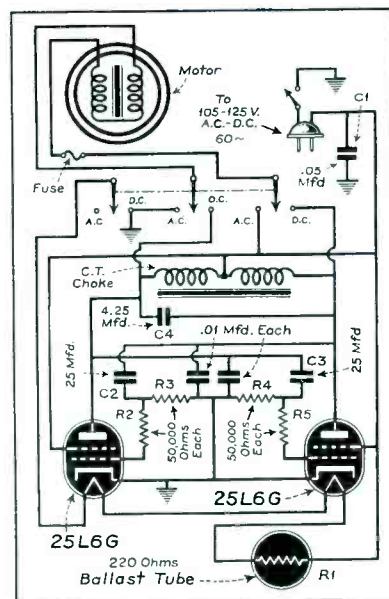 Motor
To
105-125 V.
A.C.-D.C.
60~
C1
.05
Mfd
Fuse
A.C.
D.C.
A.C.
D.C.
A.C.
D.C.
C.T.
Choke
4.25
Mfd.
C4
.01 Mfd. Each
.25 Mfd.
C2
R3
R4
C3
.25 Mfd
R2
50,000
Ohms
Each
50,000
Ohms
Each
R5
25L6G
25L6G
220 Ohms
Ballast Tube
R1